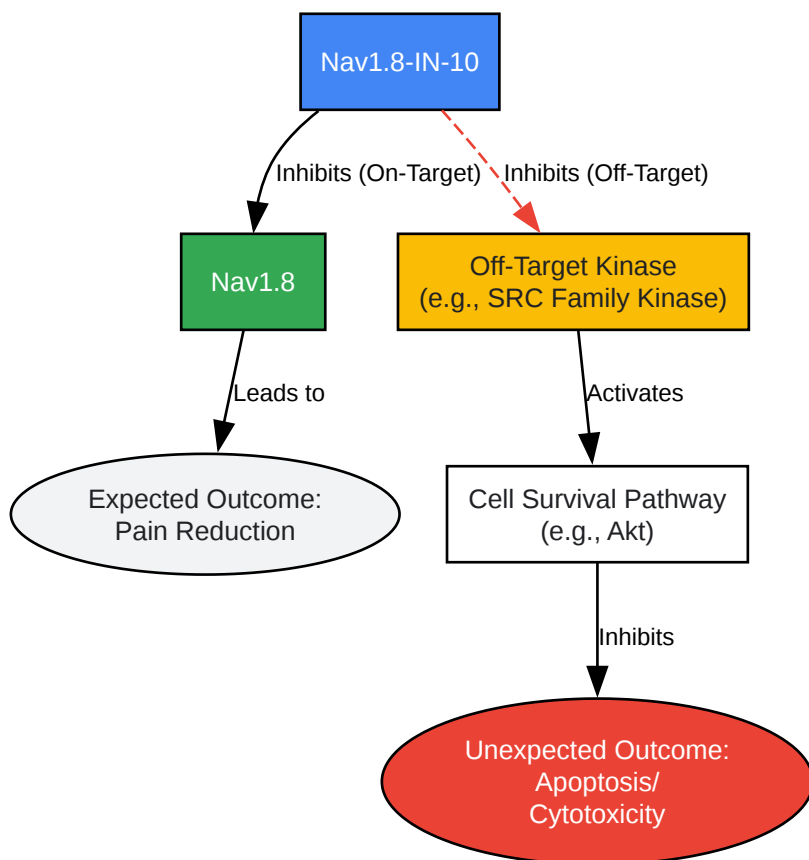 Nav1.8-IN-10
Inhibits (On-Target)
Inhibits (Off-Target)
Nav1.8
Off-Target Kinase
(e.g., SRC Family Kinase)
Leads to
Activates
Expected Outcome:
Pain Reduction
Cell Survival Pathway
(e.g., Akt)
Inhibits
Unexpected Outcome:
Apoptosis/
Cytotoxicity